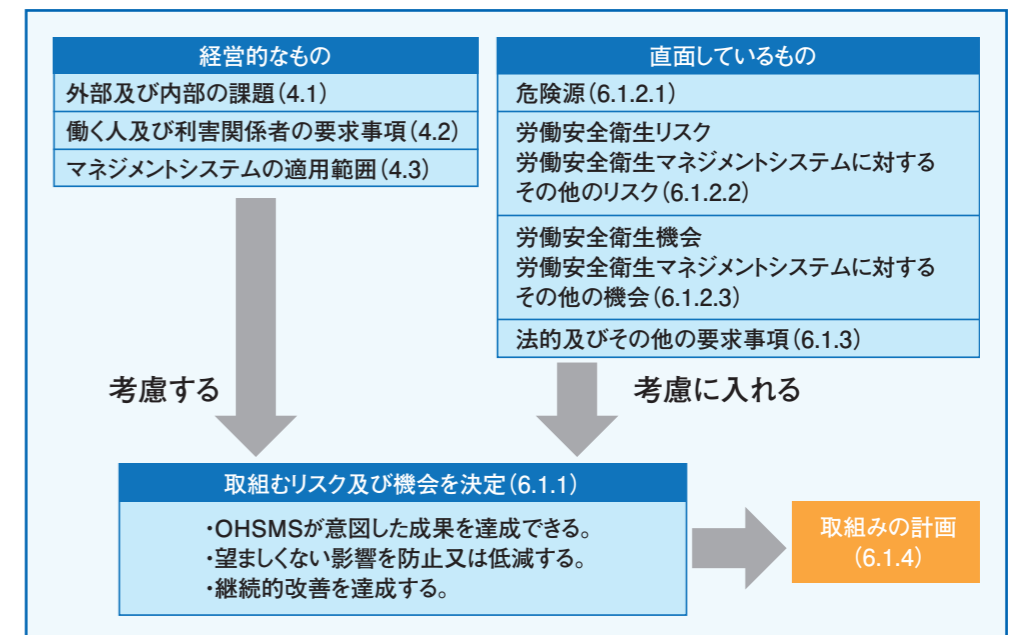 経営的なもの
外部及び内部の課題(4.1)
働く人及び利害関係者の要求事項(4.2)
マネジメントシステムの適用範囲(4.3)
直面しているもの
危険源(6.1.2.1)
労働安全衛生リスク
労働安全衛生マネジメントシステムに対する
その他のリスク(6.1.2.2)
労働安全衛生機会
労働安全衛生マネジメントシステムに対する
その他の機会(6.1.2.3)
法的及びその他の要求事項(6.1.3)
考慮する
考慮に入れる
取組むリスク及び機会を決定(6.1.1)
・OHSMSが意図した成果を達成できる。
・望ましくない影響を防止又は低減する。
・継続的改善を達成する。
取組みの計画
(6.1.4)